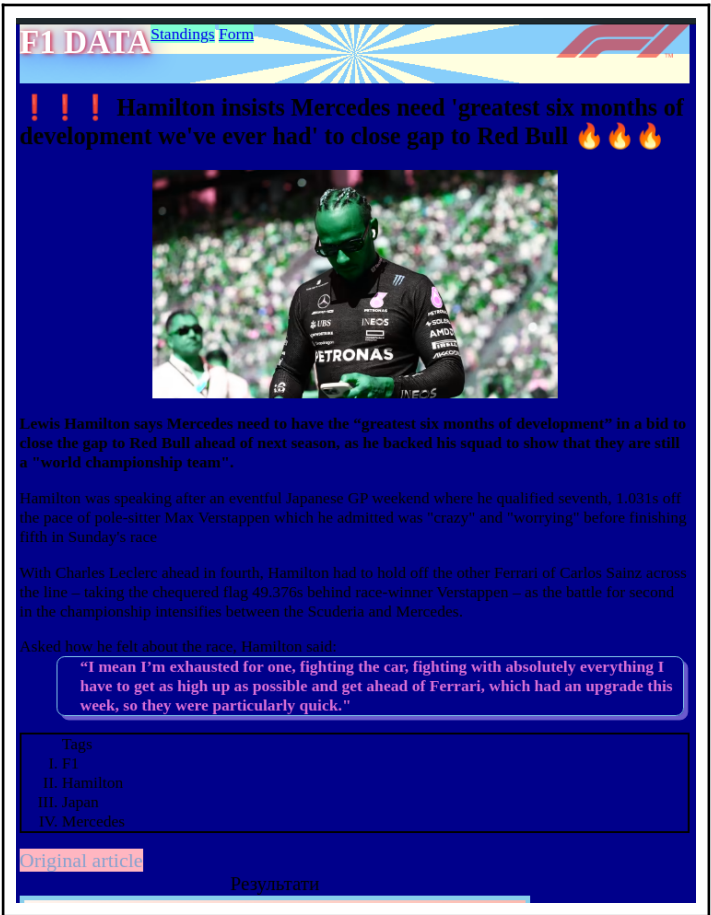 F1 DATA Standings Form
❗❗❗ Hamilton insists Mercedes need 'greatest six months of
development we've ever had' to close gap to Red Bull 🔥🔥🔥
UBS
PETRONAS
INEOS
AMD
PIRELLI
PETRONAS
INEOS
Lewis Hamilton says Mercedes need to have the “greatest six months of development” in a bid to
close the gap to Red Bull ahead of next season, as he backed his squad to show that they are still
a "world championship team".
Hamilton was speaking after an eventful Japanese GP weekend where he qualified seventh, 1.031s off
the pace of pole-sitter Max Verstappen which he admitted was "crazy" and "worrying" before finishing
fifth in Sunday's race
With Charles Leclerc ahead in fourth, Hamilton had to hold off the other Ferrari of Carlos Sainz across
the line – taking the chequered flag 49.376s behind race-winner Verstappen – as the battle for second
in the championship intensifies between the Scuderia and Mercedes.
Asked how he felt about the race, Hamilton said:
“I mean I’m exhausted for one, fighting the car, fighting with absolutely everything I
have to get as high up as possible and get ahead of Ferrari, which had an upgrade this
week, so they were particularly quick."
Tags
I. F1
II. Hamilton
III. Japan
IV. Mercedes
Original article
Результати